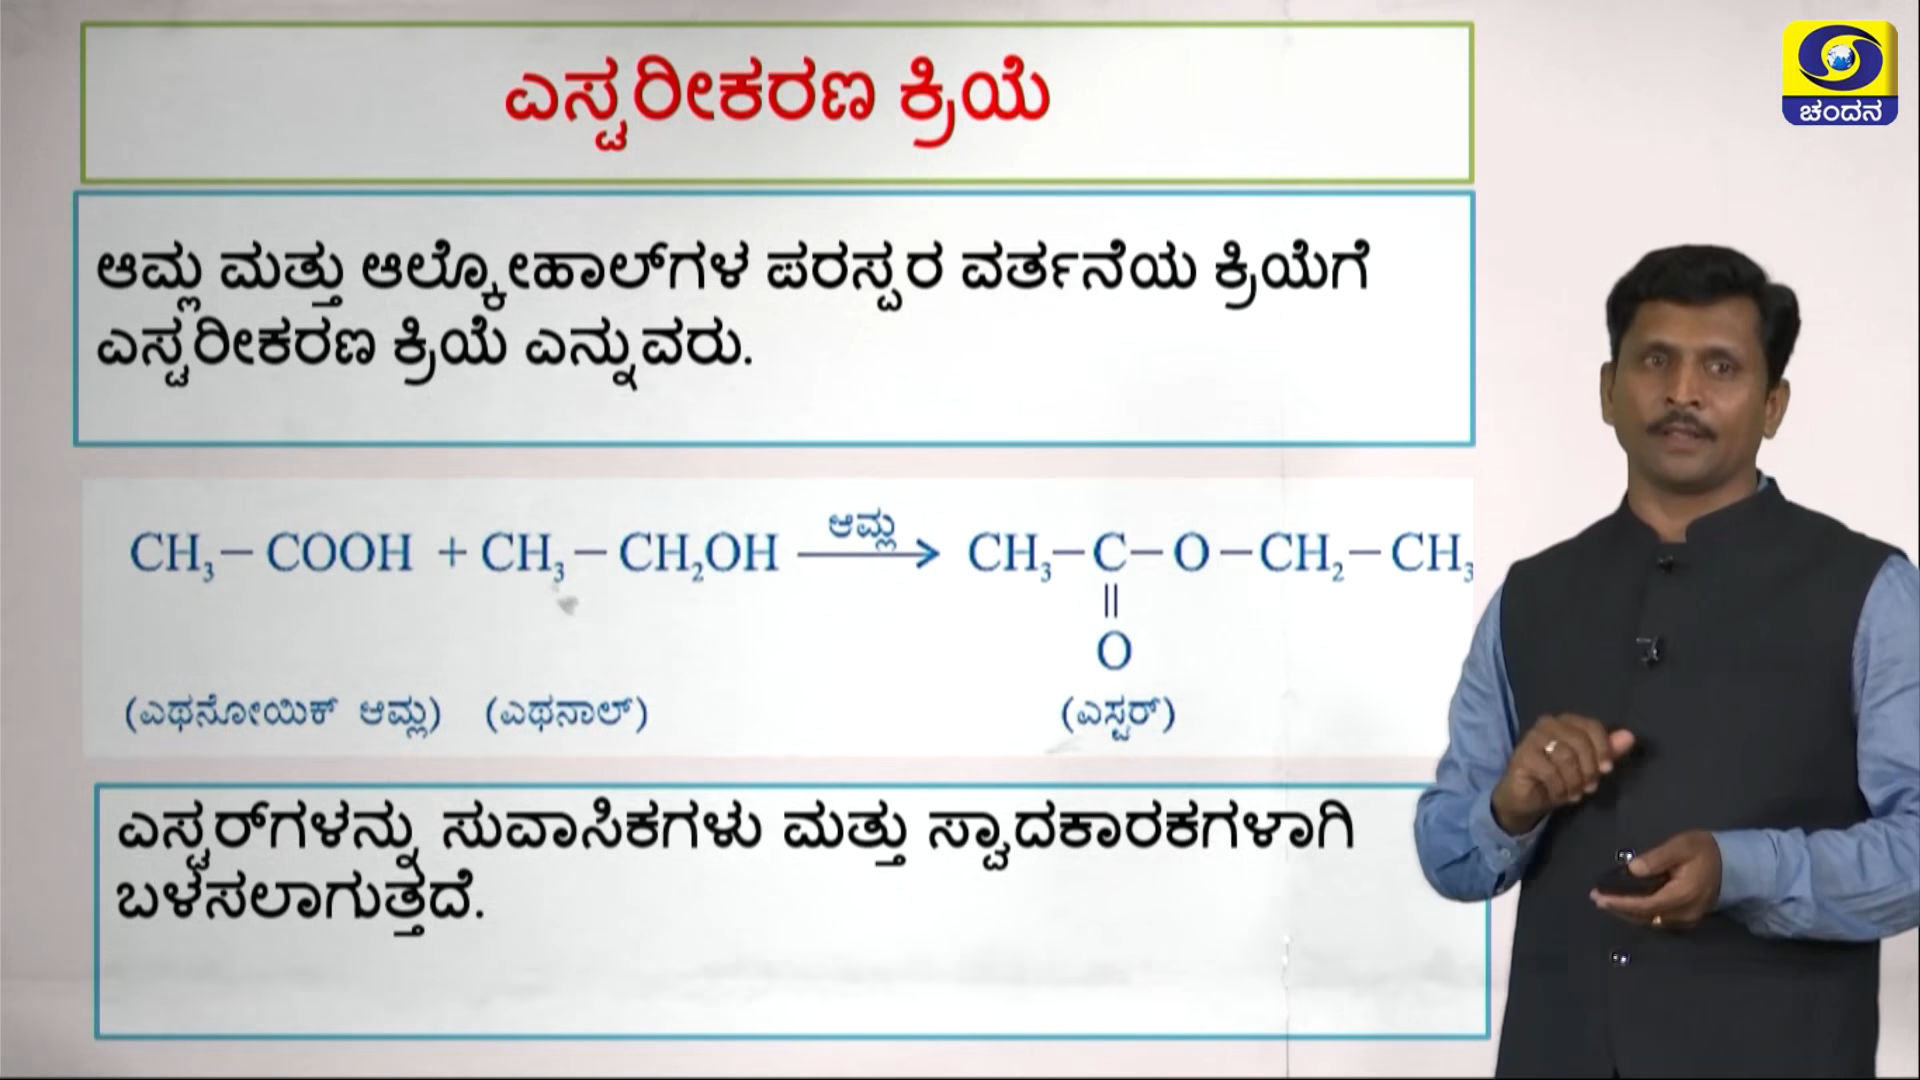 ಎಸ್ಟರೀಕರಣ ಕ್ರಿಯೆ
ಚಂದನ
ಆಮ್ಲ ಮತ್ತು ಆಲ್ಕೋಹಾಲ್‌ಗಳ ಪರಸ್ಪರ ವರ್ತನೆಯ ಕ್ರಿಯೆಗೆ
ಎಸ್ಟರೀಕರಣ ಕ್ರಿಯೆ ಎನ್ನುವರು.
ಆಮ್ಲ
CH₃ – COOH + CH₃ – CH₂OH ⟶ CH₃ – C – O – CH₂ – CH₃
||
O
(ಎಥನೋಯಿಕ್ ಆಮ್ಲ) (ಎಥನಾಲ್) (ಎಸ್ಟರ್)
ಎಸ್ಟರ್‌ಗಳನ್ನು ಸುವಾಸಿಕಗಳು ಮತ್ತು ಸ್ವಾದಕಾರಕಗಳಾಗಿ
ಬಳಸಲಾಗುತ್ತದೆ.